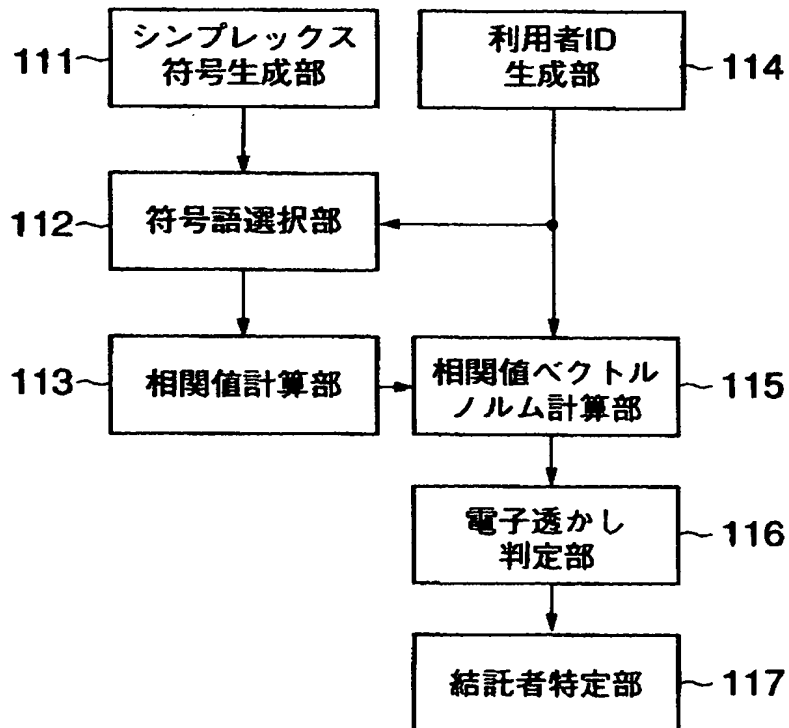 111
シンプレックス
符号生成部
利用者ID
生成部
114
112
符号語選択部
113
相関値計算部
相関値ベクトル
ノルム計算部
115
電子透かし
判定部
116
結託者特定部
117